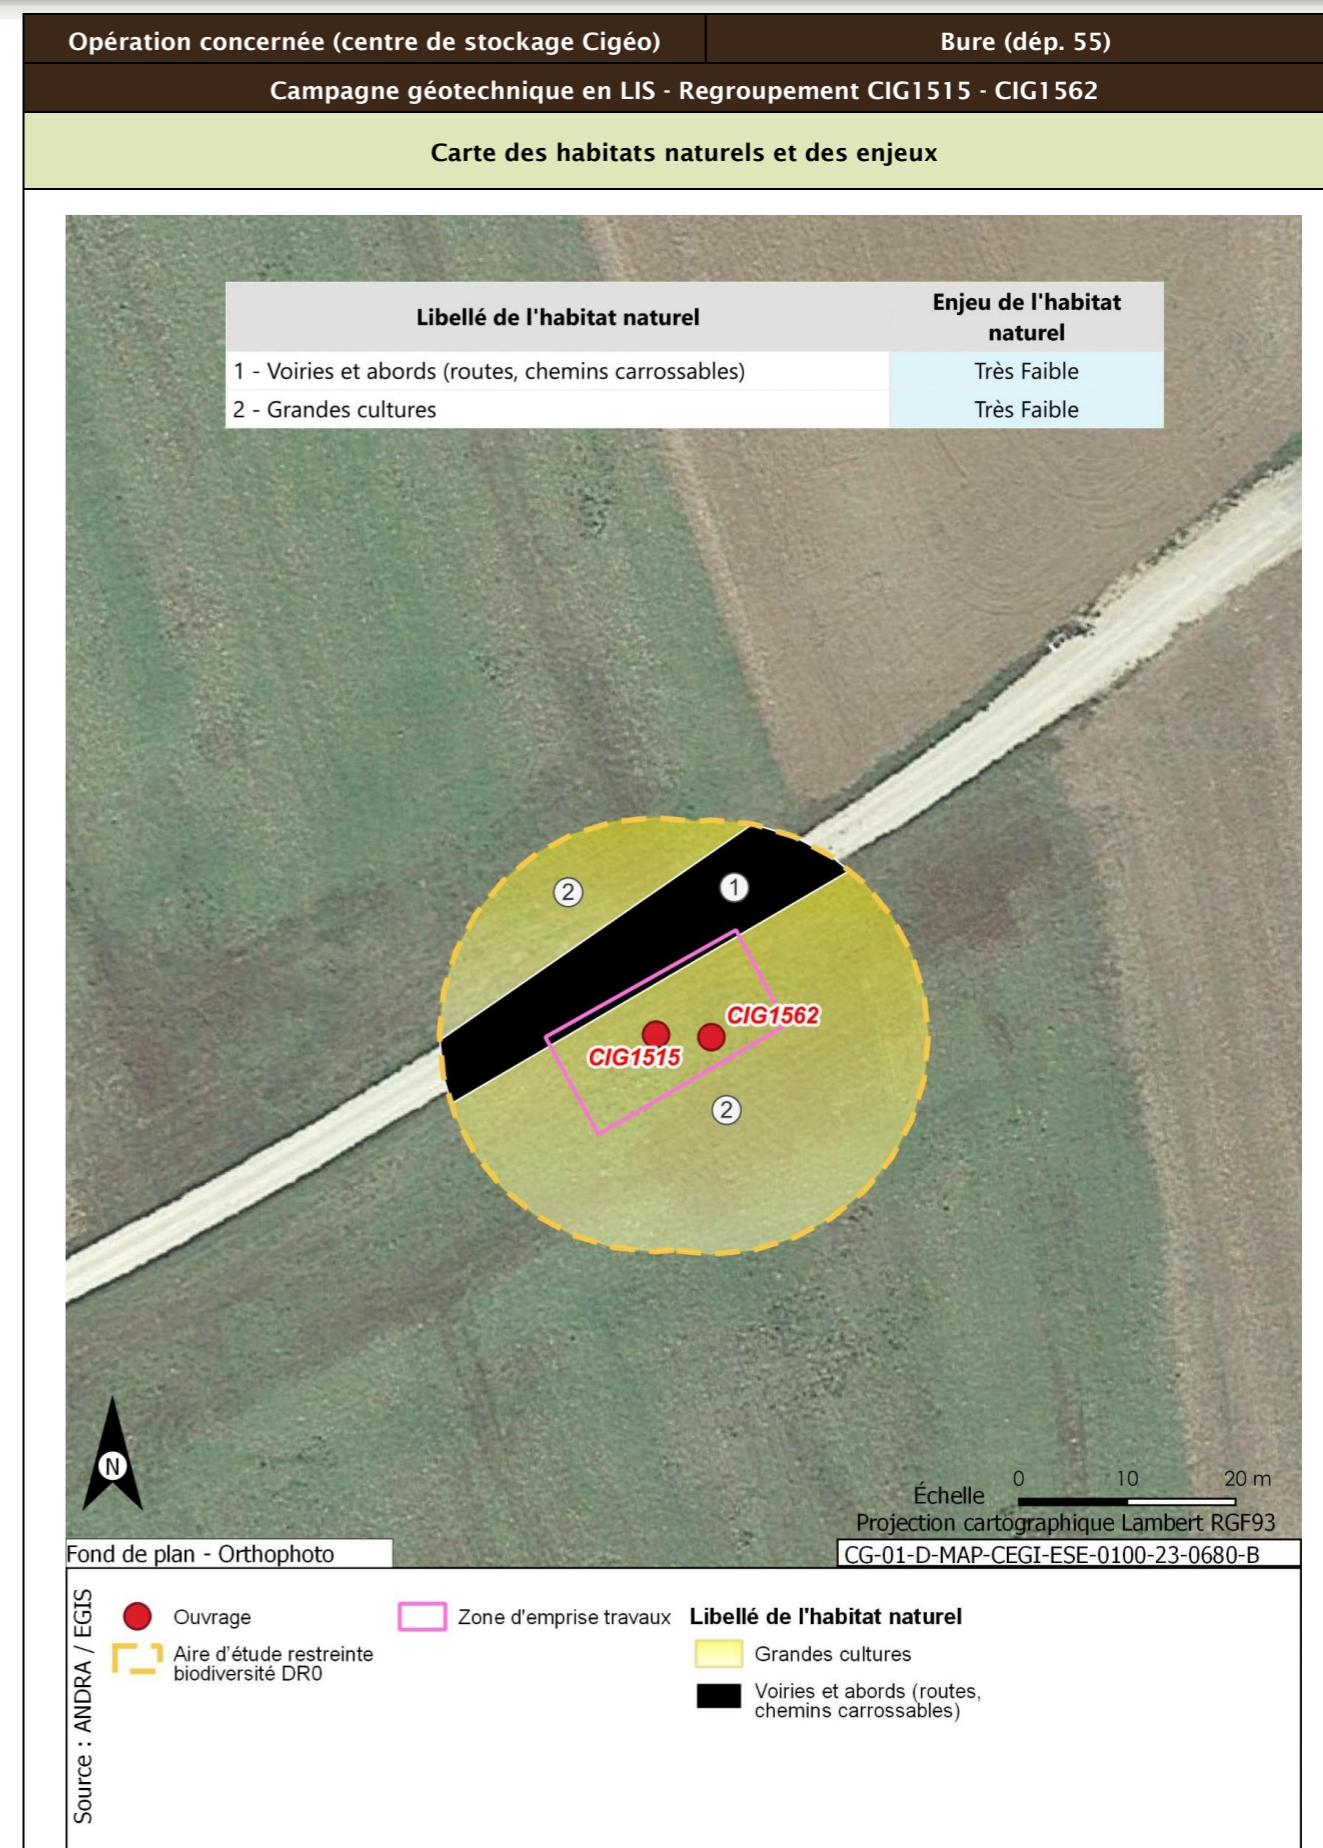 Opération concernée (centre de stockage Cigéo)
Bure (dép. 55)
Campagne géotechnique en LIS - Regroupement CIG1515 - CIG1562
Carte des habitats naturels et des enjeux
Libellé de l'habitat naturel
Enjeu de l'habitat
naturel
1 - Voiries et abords (routes, chemins carrossables)
Très Faible
2 - Grandes cultures
Très Faible
2
1
CIG1562
CIG1515
2
N
Échelle
0 10 20 m
Projection cartographique Lambert RGF93
Fond de plan - Orthophoto
CG-01-D-MAP-CEGI-ESE-0100-23-0680-B
Source : ANDRA / EGIS
Ouvrage
Aire d'étude restreinte
biodiversité DR0
Zone d'emprise travaux
Libellé de l'habitat naturel
Grandes cultures
Voiries et abords (routes,
chemins carrossables)